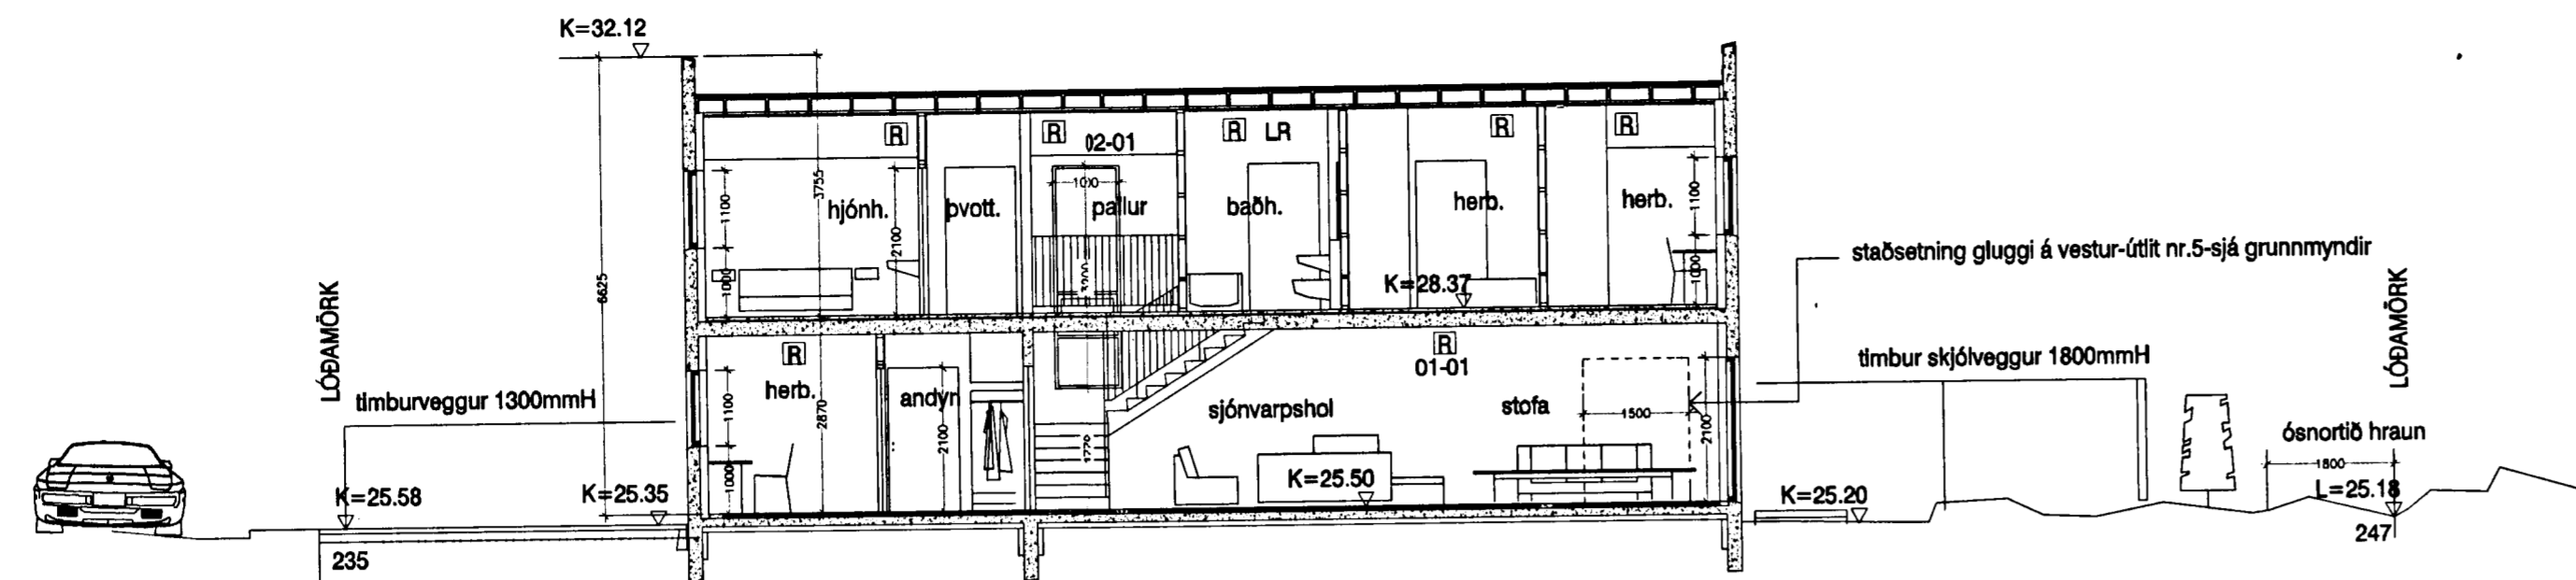 K=32.12
R
R
02-01
R LR
R
R
3755
1000
1100
2100
1100
hjónh.
þvott.
pallur
baðh.
herb.
herb.
staðsetning gluggi á vestur-útlit nr.5-sjá grunnmyndir
6625
1000
K=28.37
1000
LÓÐAMÖRK
LÓÐAMÖRK
R
R
01-01
timbur skjólveggur 1800mmH
timburveggur 1300mmH
herb.
andyri
sjónvarpshol
stofa
1500
1100
2870
2100
2100
ósnortið hraun
1800
1000
K=25.58
K=25.35
K=25.50
K=25.20
L=25.18
235
247